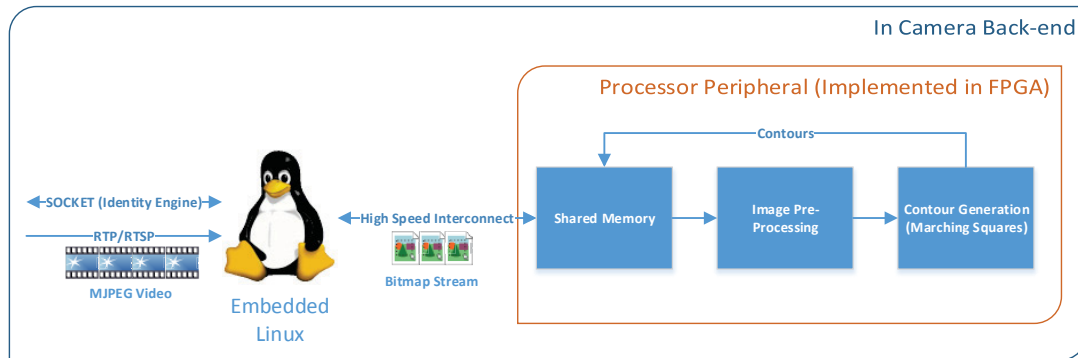 In Camera Back-end
Processor Peripheral (Implemented in FPGA)
Contours
SOCKET (Identity Engine)
High Speed Interconnect
Shared Memory
Image Pre-
Processing
Contour Generation
(Marching Squares)
RTP/RTSP
MJPEG Video
Bitmap Stream
Embedded
Linux